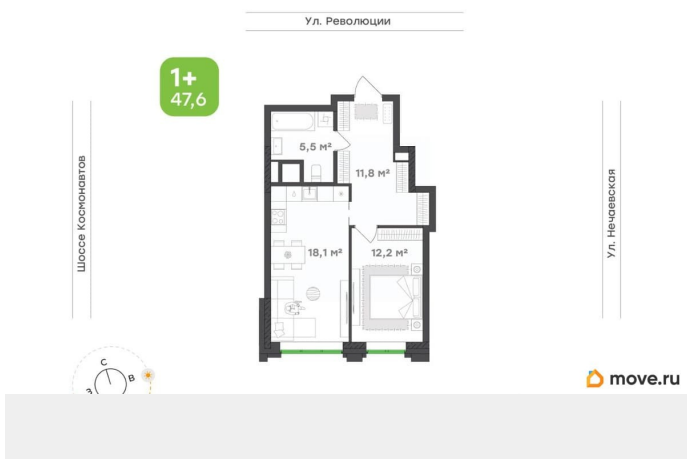 Ул. Революции
1+
47,6
Шоссе Космонавтов
5,5 м²
11,8 м²
Ул. Нечаевская
18,1 м²
12,2 м²
С
В
З
move.ru